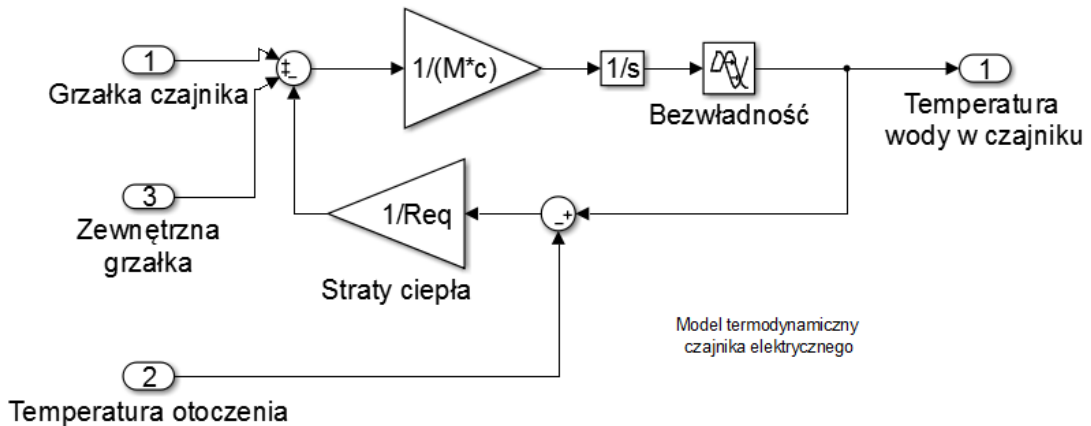 1
Grzałka czajnika
1/(M*c)
1/s
Bezwładność
1
Temperatura
wody w czajniku
3
Zewnętrzna
grzałka
1/Req
Straty ciepła
Model termodynamiczny
czajnika elektrycznego
2
Temperatura otoczenia